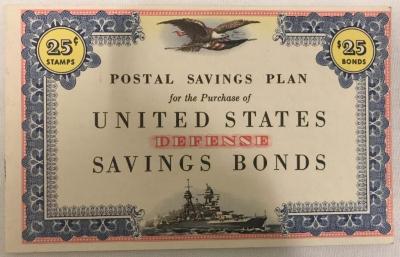 25¢
STAMPS
$25
BONDS
POSTAL SAVINGS PLAN
for the Purchase of
UNITED STATES
DEFENSE
SAVINGS BONDS